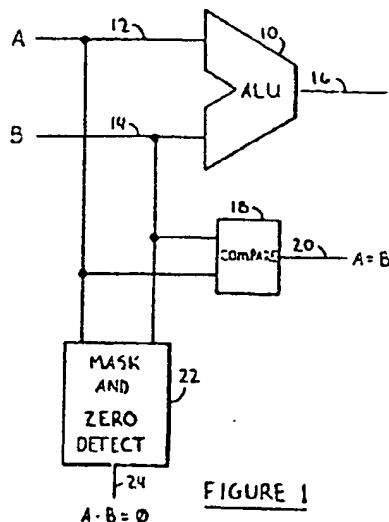 A
12
10
ALU
16
B
14
18
COMPARE
20
A = B
MASK
AND
ZERO
DETECT
22
24
A · B = Ø
FIGURE 1